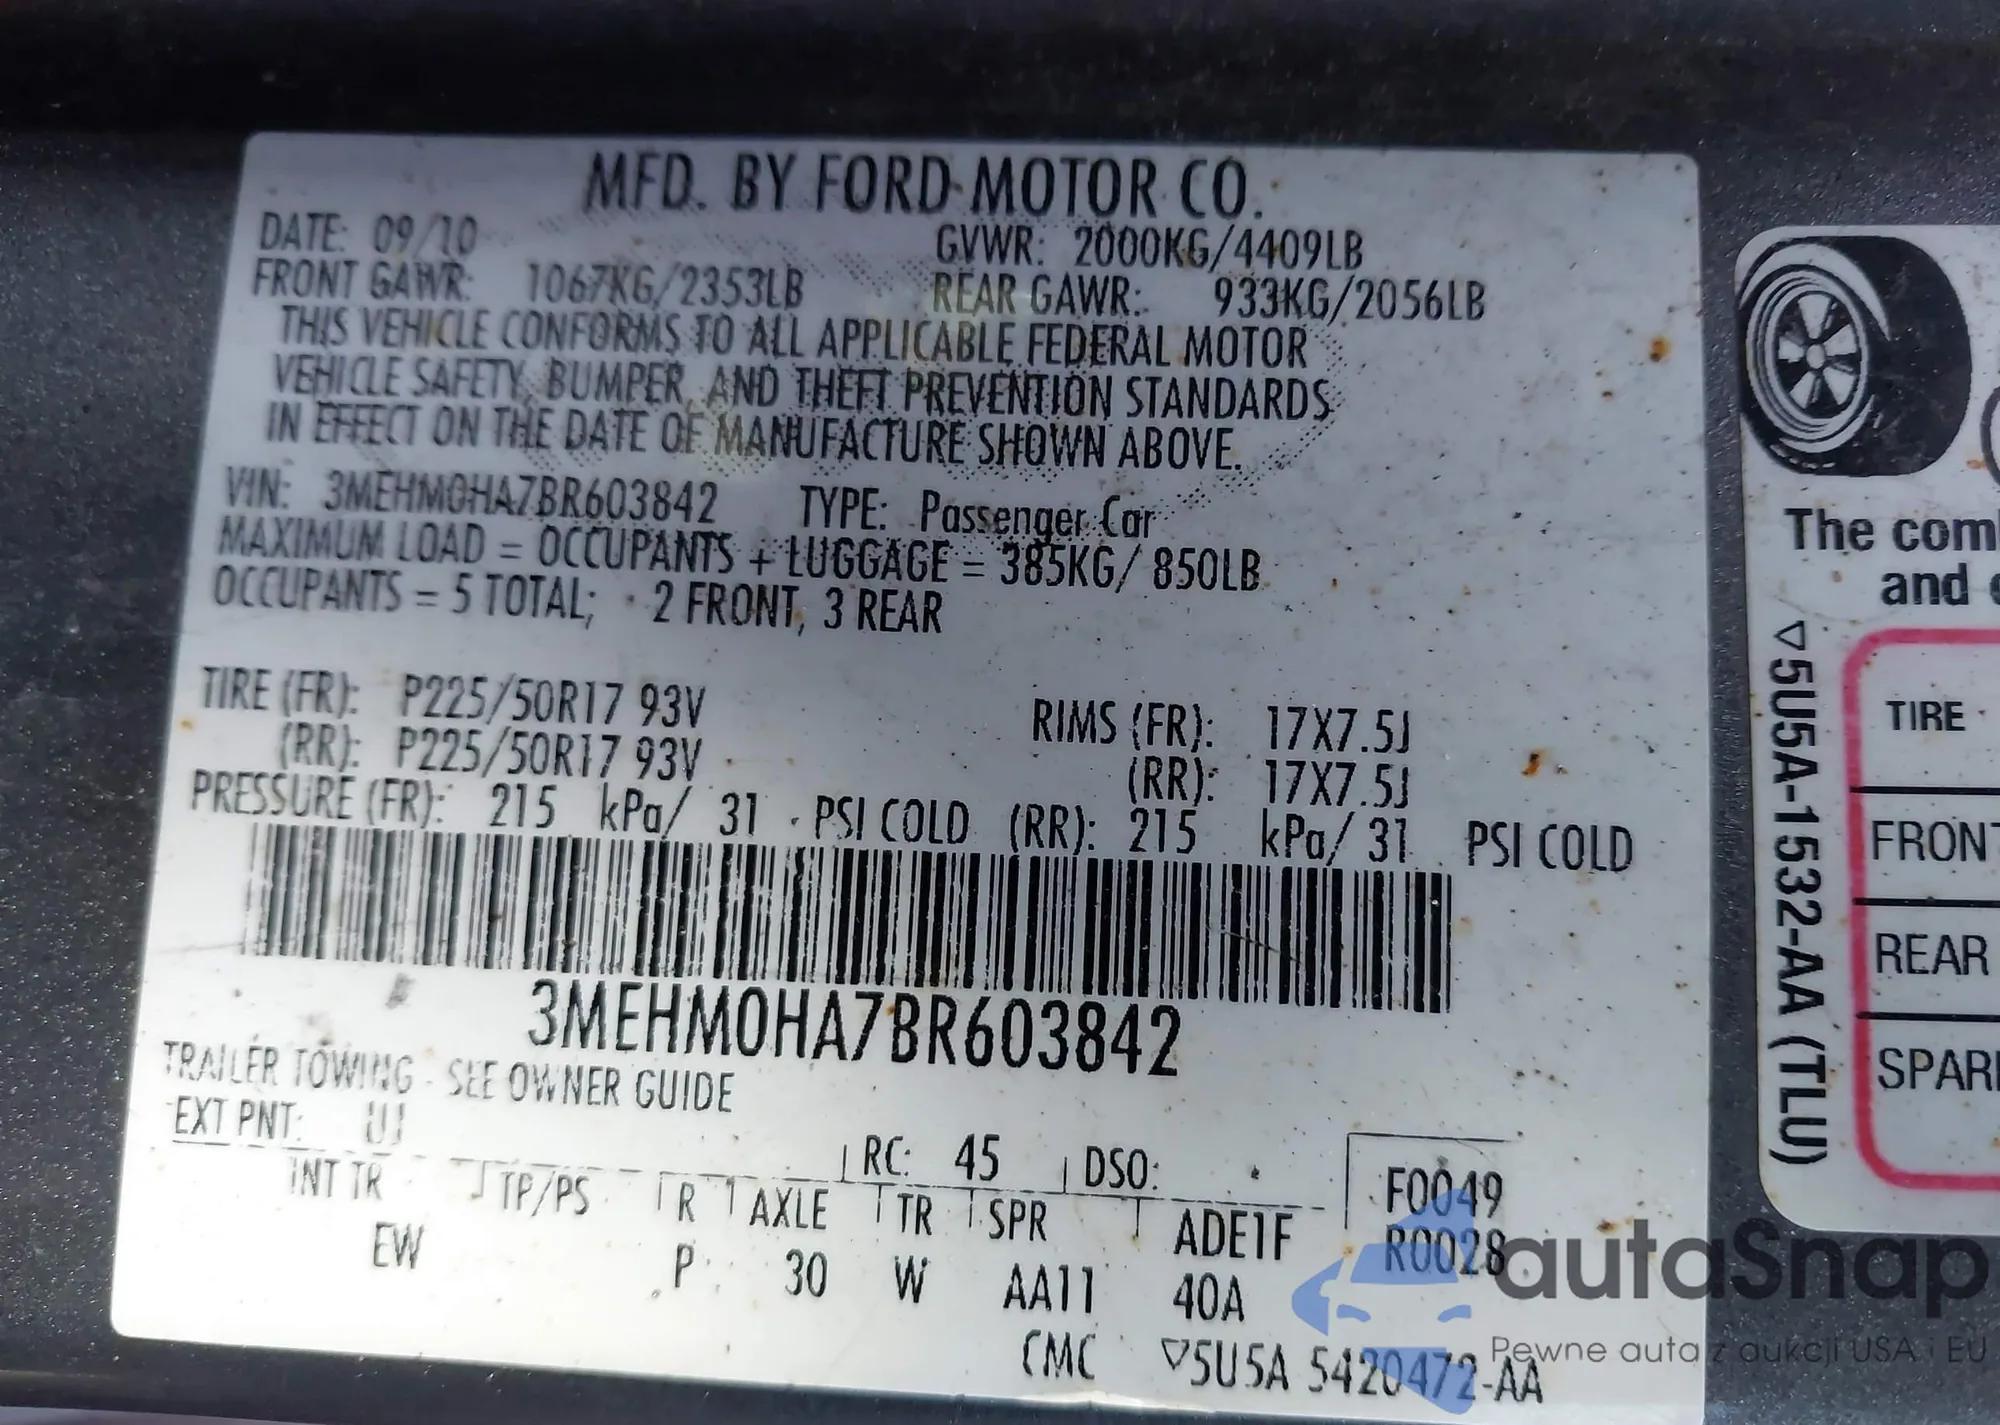 MFD. BY FORD MOTOR CO.
DATE: 09/10 GVWR: 2000KG/4409LB
FRONT GAWR: 1067KG/2353LB REAR GAWR: 933KG/2056LB
THIS VEHICLE CONFORMS TO ALL APPLICABLE FEDERAL MOTOR
VEHICLE SAFETY, BUMPER, AND THEFT PREVENTION STANDARDS
IN EFFECT ON THE DATE OF MANUFACTURE SHOWN ABOVE.
VIN: 3MEHM0HA7BR603842 TYPE: Passenger Car
MAXIMUM LOAD = OCCUPANTS + LUGGAGE = 385KG/ 850LB
OCCUPANTS = 5 TOTAL; 2 FRONT, 3 REAR
TIRE (FR): P225/50R17 93V RIMS (FR): 17X7.5J
(RR): P225/50R17 93V (RR): 17X7.5J
PRESSURE (FR): 215 kPa/ 31 PSI COLD (RR): 215 kPa/ 31 PSI COLD
3MEHM0HA7BR603842
TRAILER TOWING - SEE OWNER GUIDE
EXT PNT: UJ RC: 45 DSO: F0049
INT TR TP/PS R AXLE TR SPR ADE1F R0028
EW P 30 W AA11 40A
CMC ▽5U5A 5420472-AA
The com
and
▽5U5A-1532-AA (TLU)
TIRE
FRONT
REAR
SPAR
autaSnap
Pewne auta z aukcji USA i EU